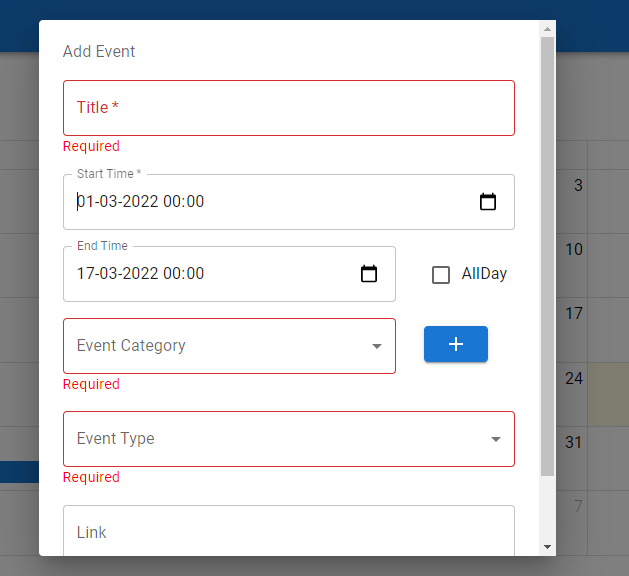 Add Event
Title *
Required
Start Time *
01-03-2022 00:00
End Time
17-03-2022 00:00
AllDay
Event Category
Required
Event Type
Required
Link
3
10
17
24
31
7